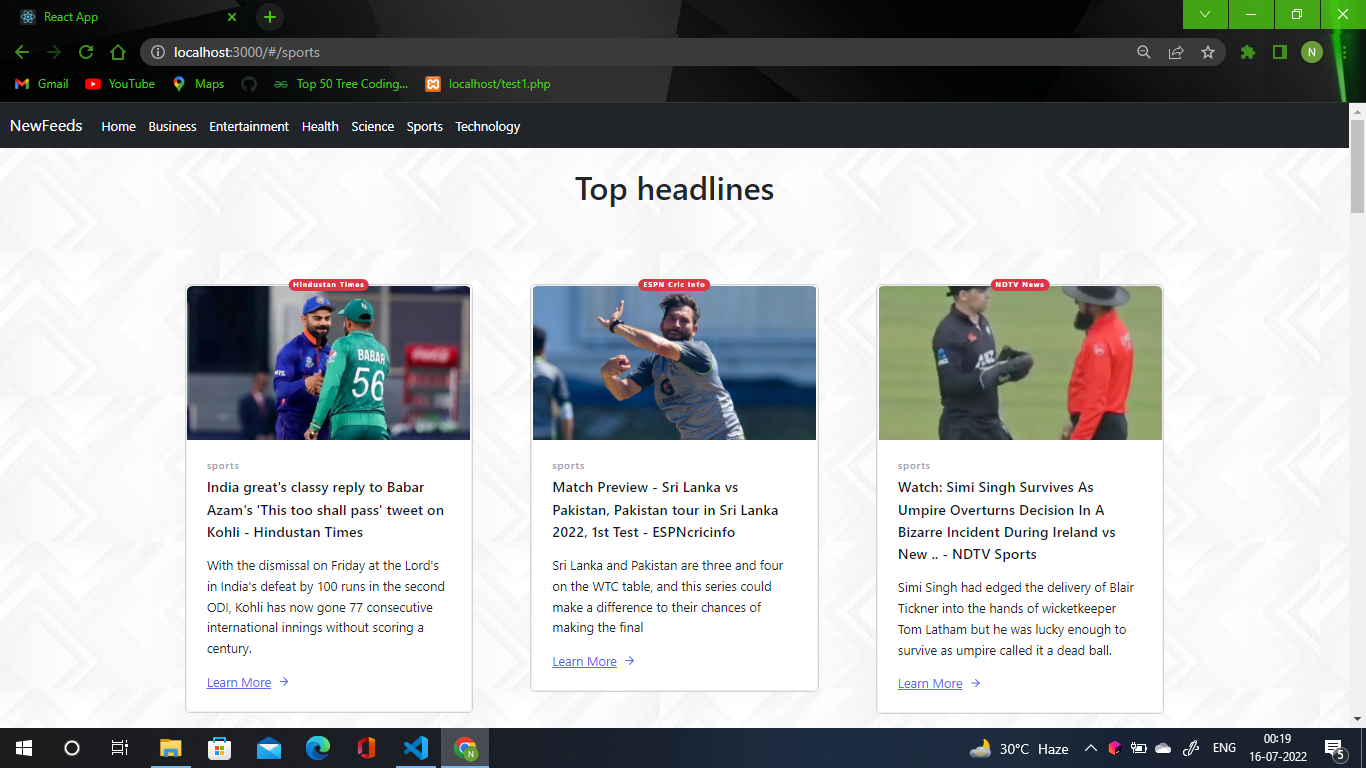 React App
localhost:3000/#/sports
N
Gmail
YouTube
Maps
Top 50 Tree Coding...
localhost/test1.php
NewFeeds Home Business Entertainment Health Science Sports Technology
Top headlines
Hindustan Times
BABAR
56
sports
India great's classy reply to Babar
Azam's 'This too shall pass' tweet on
Kohli - Hindustan Times
With the dismissal on Friday at the Lord's
in India's defeat by 100 runs in the second
ODI, Kohli has now gone 77 consecutive
international innings without scoring a
century.
Learn More →
ESPN Cric Info
sports
Match Preview - Sri Lanka vs
Pakistan, Pakistan tour in Sri Lanka
2022, 1st Test - ESPNcricinfo
Sri Lanka and Pakistan are three and four
on the WTC table, and this series could
make a difference to their chances of
making the final
Learn More →
NDTV News
ANZ
sports
Watch: Simi Singh Survives As
Umpire Overturns Decision In A
Bizarre Incident During Ireland vs
New .. - NDTV Sports
Simi Singh had edged the delivery of Blair
Tickner into the hands of wicketkeeper
Tom Latham but he was lucky enough to
survive as umpire called it a dead ball.
Learn More →
N
30°C Haze
ENG
00:19
16-07-2022
5